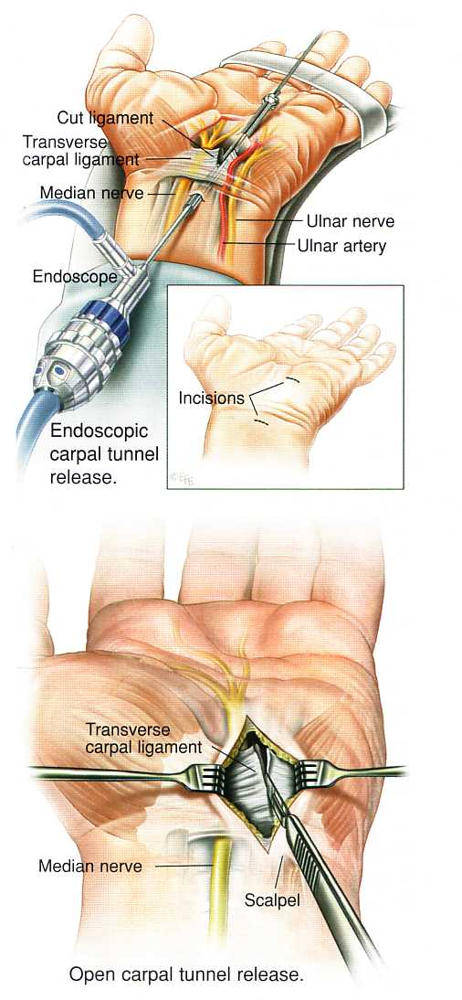 Cut ligament
Transverse
carpal ligament
Median nerve
Ulnar nerve
Ulnar artery
Endoscope
Incisions
Endoscopic
carpal tunnel
release.
Transverse
carpal ligament
Median nerve
Scalpel
Open carpal tunnel release.